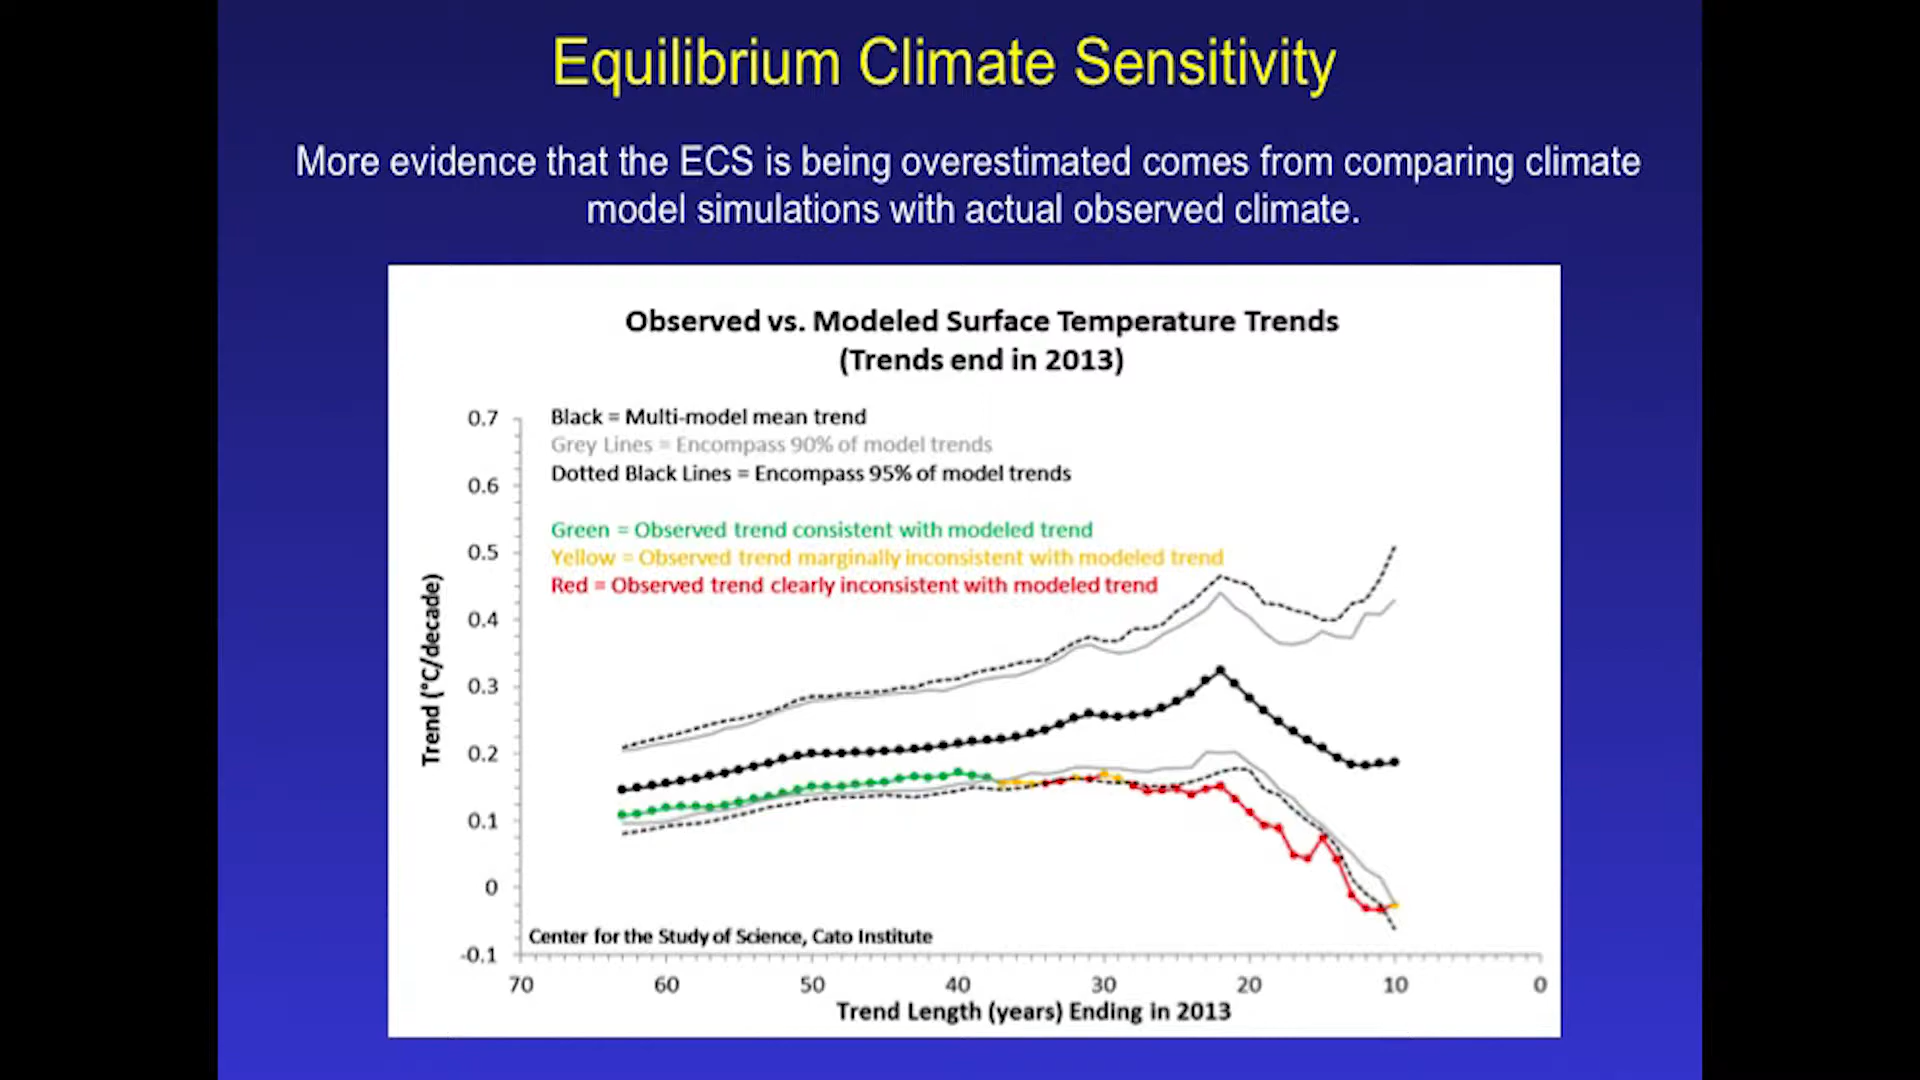 Equilibrium Climate Sensitivity
More evidence that the ECS is being overestimated comes from comparing climate
model simulations with actual observed climate.
Observed vs. Modeled Surface Temperature Trends
(Trends end in 2013)
Black = Multi-model mean trend
Grey Lines = Encompass 90% of model trends
Dotted Black Lines = Encompass 95% of model trends
Green = Observed trend consistent with modeled trend
Yellow = Observed trend marginally inconsistent with modeled trend
Red = Observed trend clearly inconsistent with modeled trend
Trend (°C/decade)
0.7
0.6
0.5
0.4
0.3
0.2
0.1
0
-0.1
Center for the Study of Science, Cato Institute
70 60 50 40 30 20 10 0
Trend Length (years) Ending in 2013